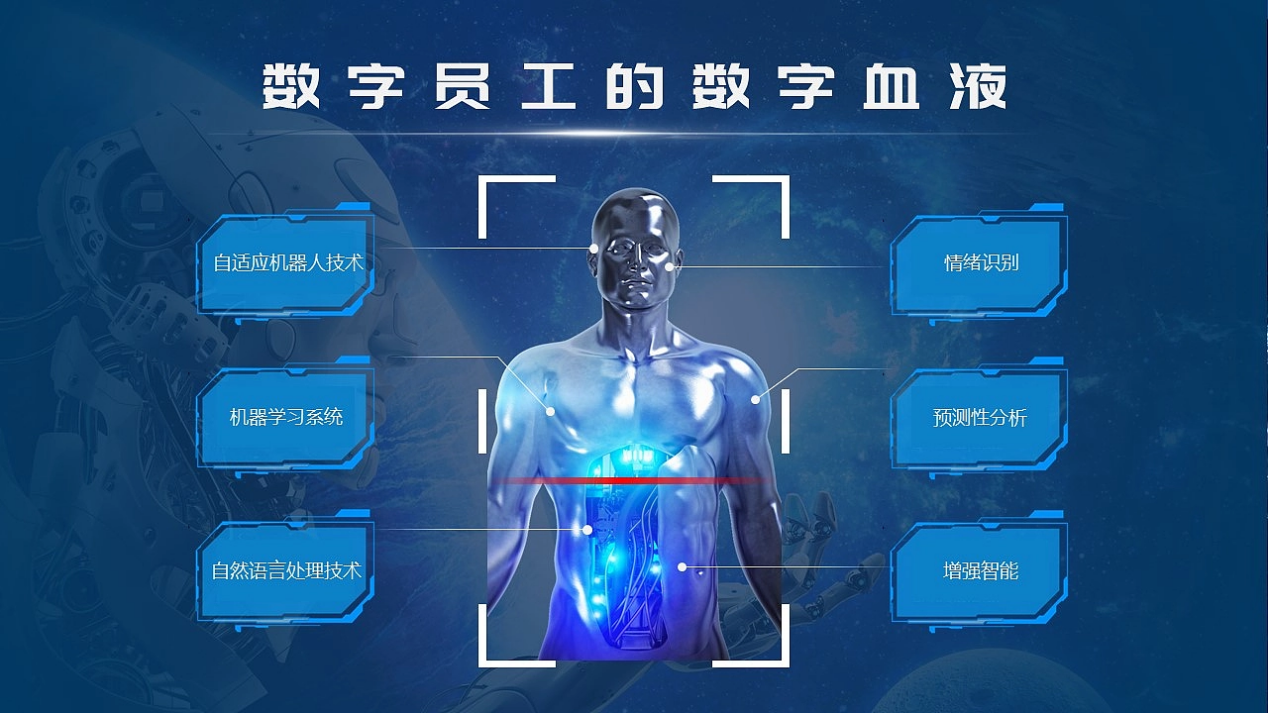 数字员工的数字血液
自适应机器人技术
情绪识别
机器学习系统
预测性分析
自然语言处理技术
增强智能